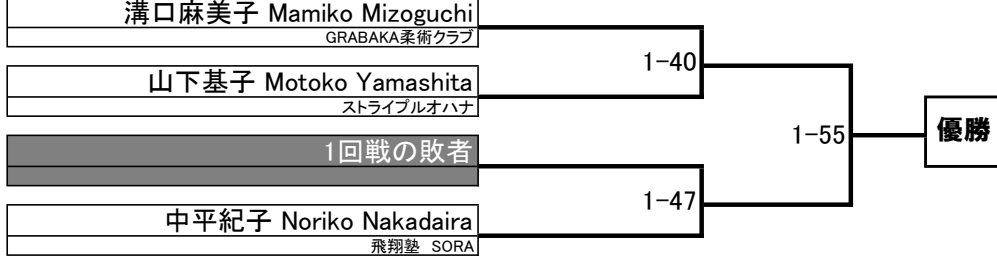 溝口麻美子 Mamiko Mizoguchi
GRABAKA柔術クラブ
1-40
山下基子 Motoko Yamashita
ストライプルオハナ
1-55
優勝
1回戦の敗者
1-47
中平紀子 Noriko Nakadaira
飛翔塾 SORA